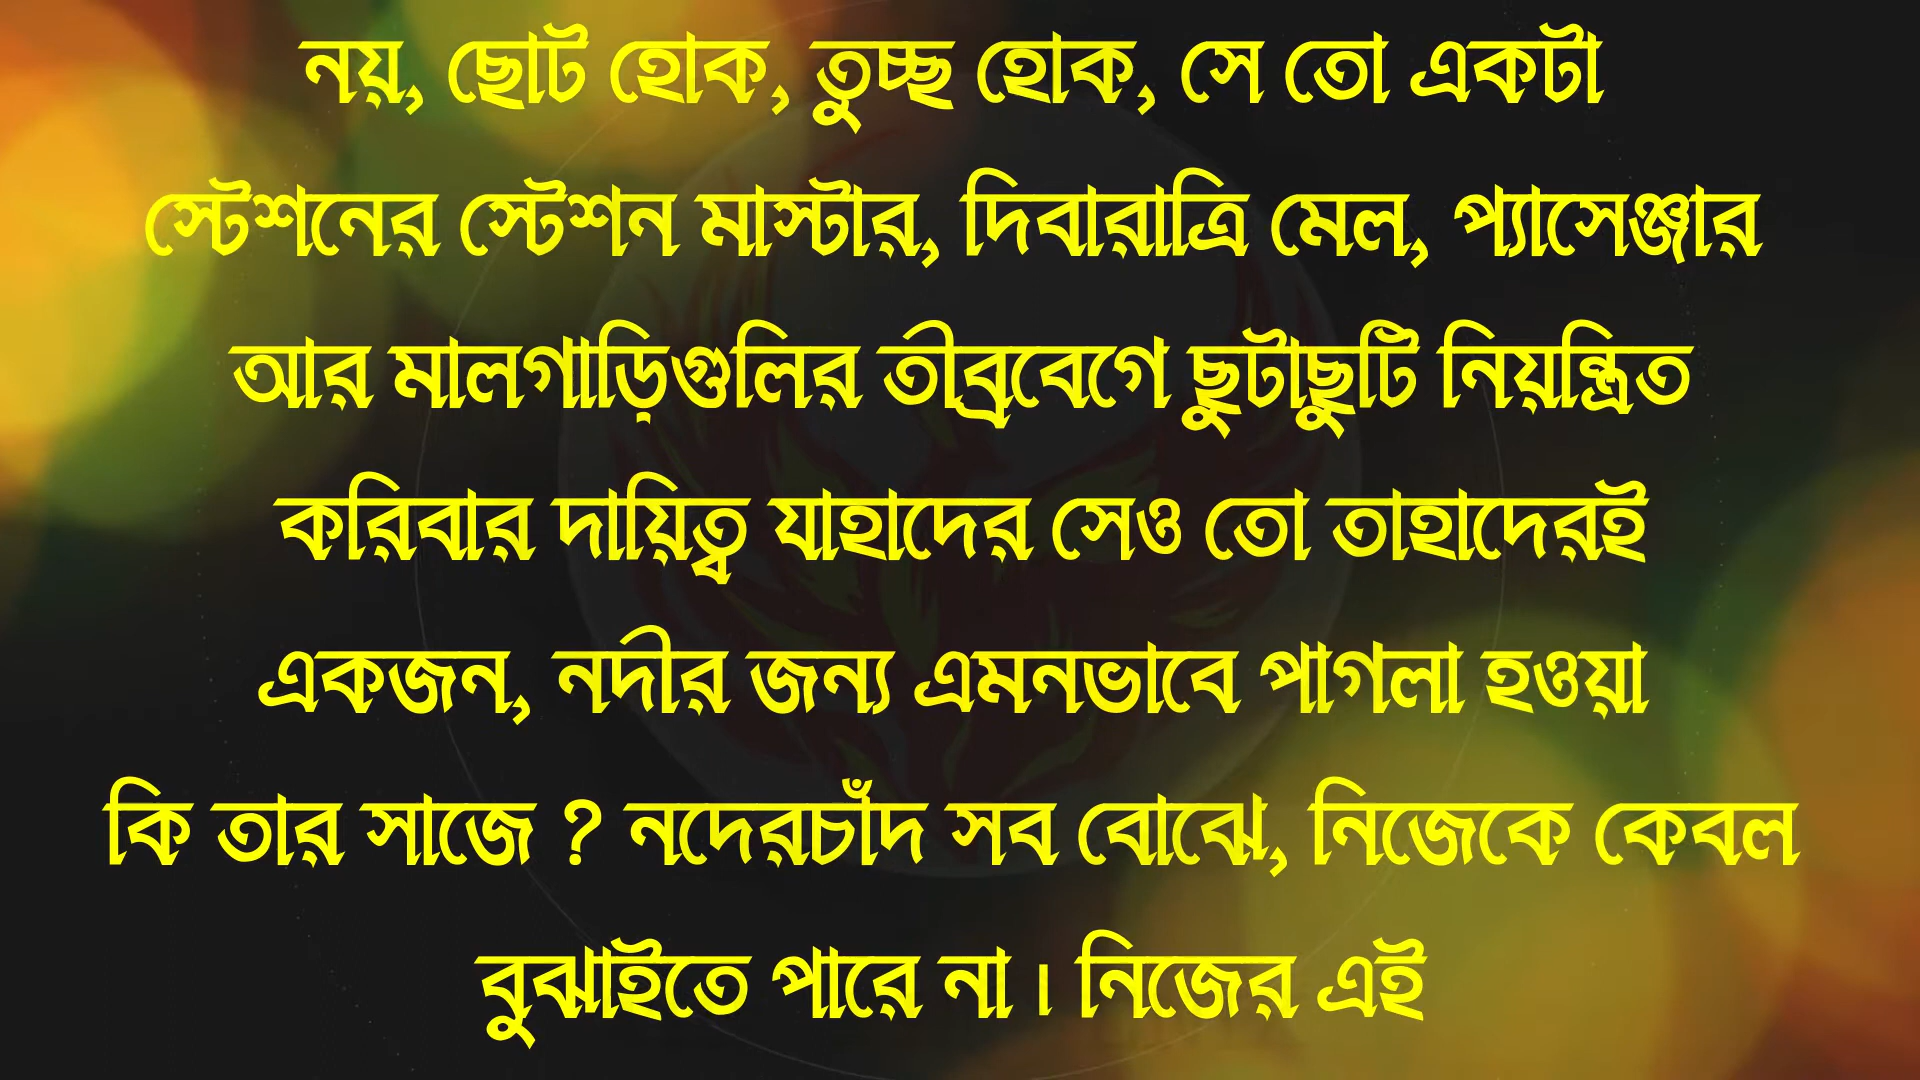 নয়, ছোট হোক, তুচ্ছ হোক, সে তো একটা
স্টেশনের স্টেশন মাস্টার, দিবারাত্রি মেল, প্যাসেঞ্জার
আর মালগাড়িগুলির তীব্রবেগে ছুটাছুটি নিয়ন্ত্রিত
করিবার দায়িত্ব যাহাদের সেও তো তাহাদেরই
একজন, নদীর জন্য এমনভাবে পাগলা হওয়া
কি তার সাজে ? নদেরচাঁদ সব বোঝে, নিজেকে কেবল
বুঝাইতে পারে না । নিজের এই